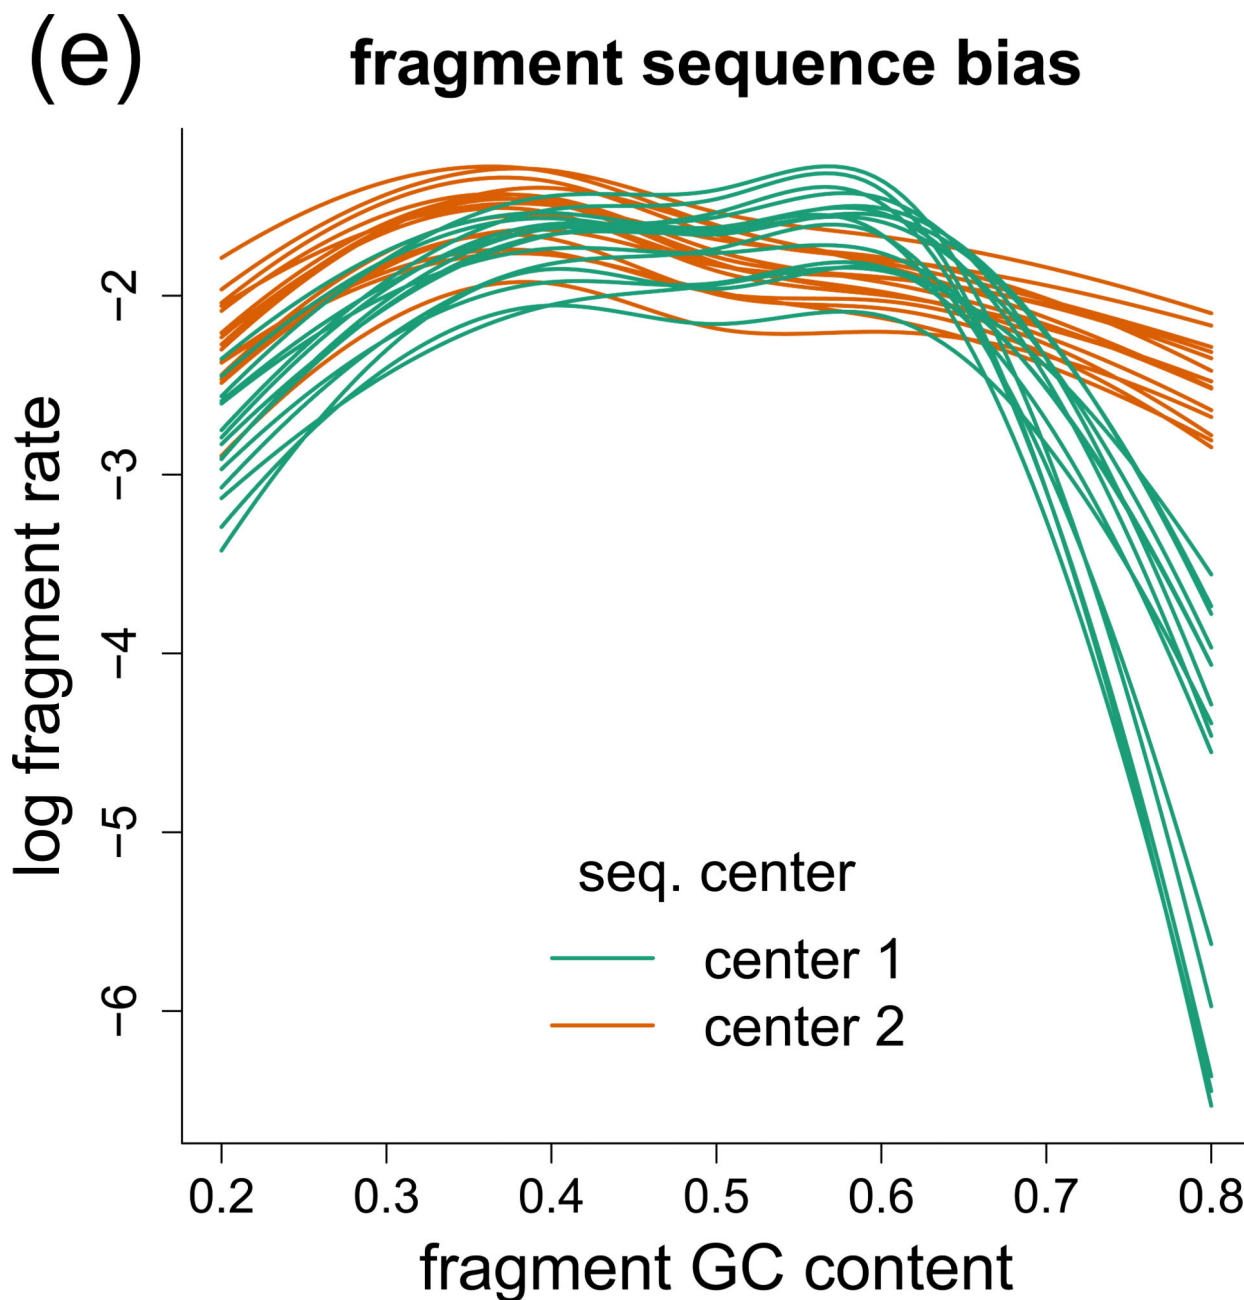 (e)
fragment sequence bias
log fragment rate
−2
−3
−4
−5
−6
seq. center
center 1
center 2
0.2 0.3 0.4 0.5 0.6 0.7 0.8
fragment GC content